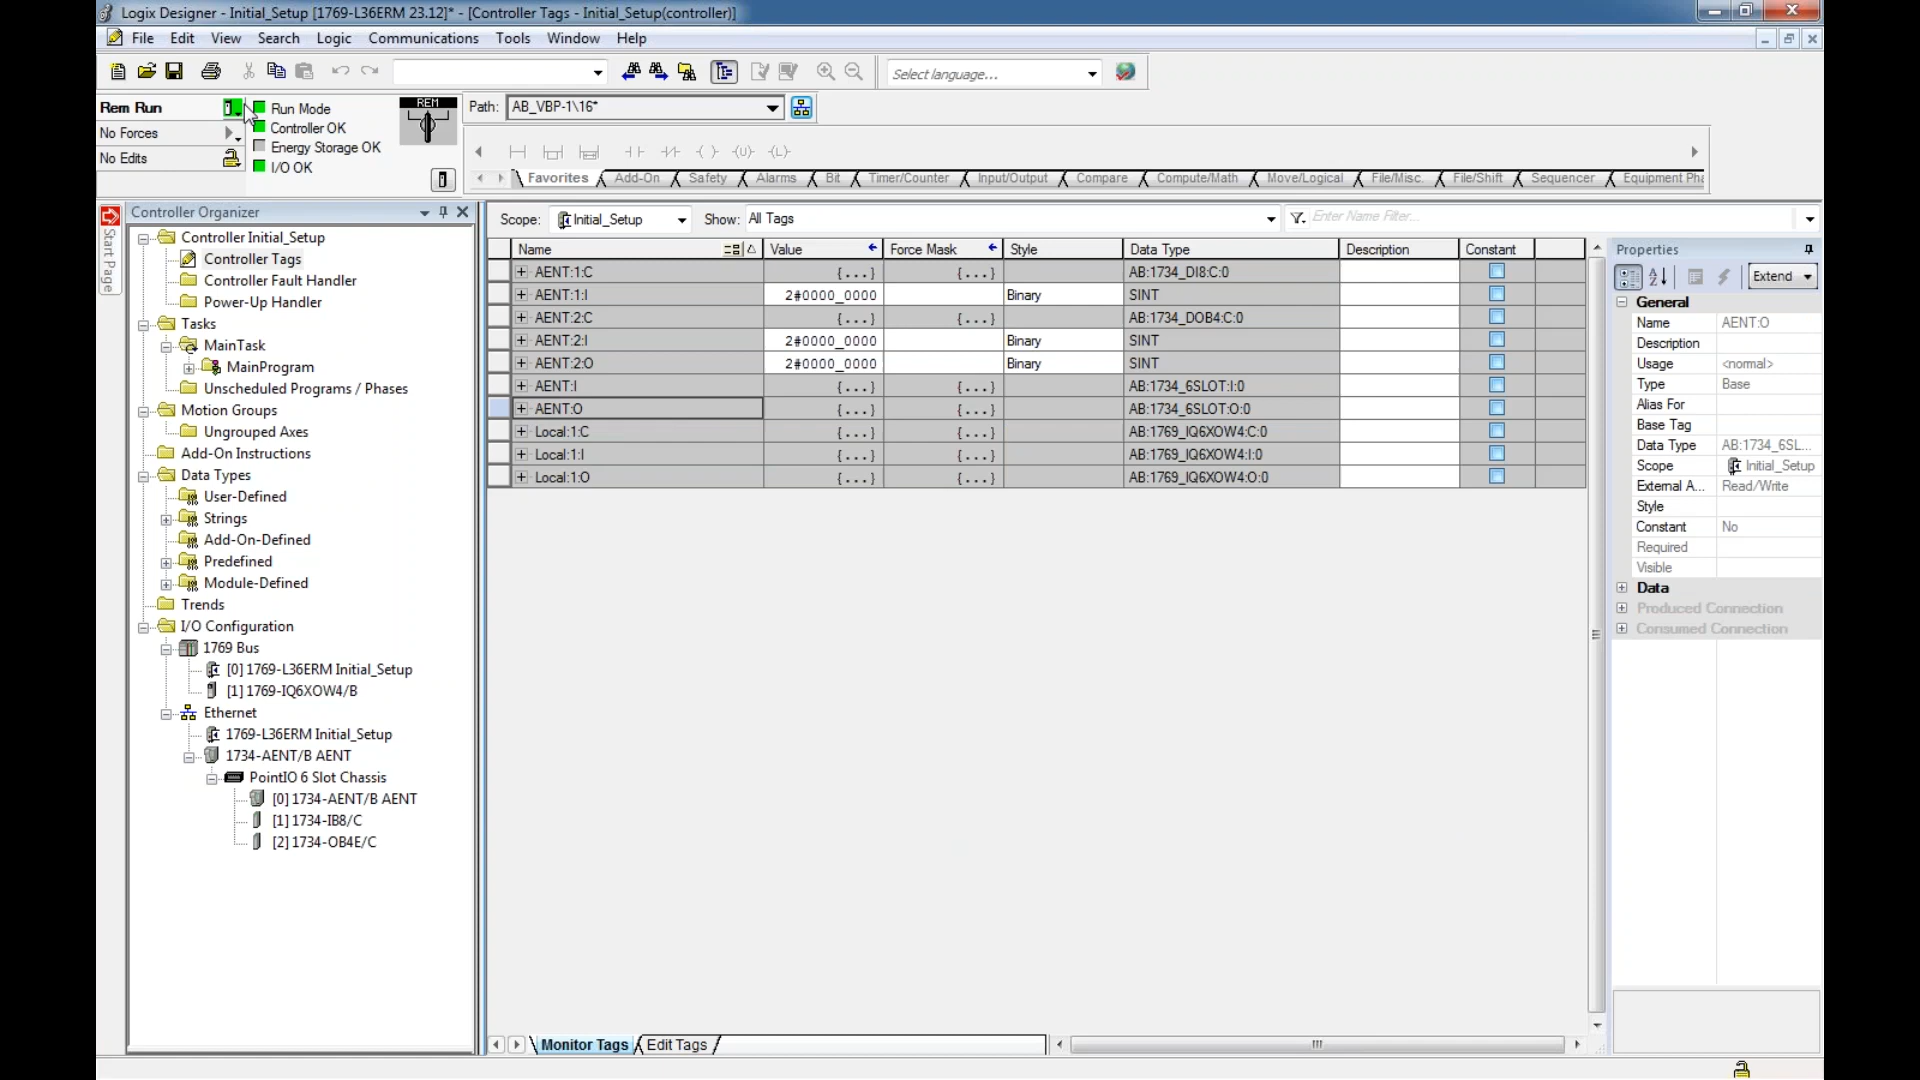 Logix Designer - Initial_Setup [1769-L36ERM 23.12]* - [Controller Tags - Initial_Setup(controller)]
File Edit View Search Logic Communications Tools Window Help
Select language...
Rem Run
No Forces
No Edits
Run Mode
Controller OK
Energy Storage OK
I/O OK
REM
Path: AB_VBP-1\16*
Favorites Add-On Safety Alarms Bit Timer/Counter Input/Output Compare Compute/Math Move/Logical File/Misc. File/Shift Sequencer Equipment Pha
Start Page
Controller Organizer
Controller Initial_Setup
Controller Tags
Controller Fault Handler
Power-Up Handler
Tasks
MainTask
MainProgram
Unscheduled Programs / Phases
Motion Groups
Ungrouped Axes
Add-On Instructions
Data Types
User-Defined
Strings
Add-On-Defined
Predefined
Module-Defined
Trends
I/O Configuration
1769 Bus
[0] 1769-L36ERM Initial_Setup
[1] 1769-IQ6XOW4/B
Ethernet
1769-L36ERM Initial_Setup
1734-AENT/B AENT
PointIO 6 Slot Chassis
[0] 1734-AENT/B AENT
[1] 1734-IB8/C
[2] 1734-OB4E/C
Scope: Initial_Setup Show: All Tags Enter Name Filter...
Name Value Force Mask Style Data Type Description Constant
AENT:1:C {...} {...} AB:1734_DI8:C:0
AENT:1:I 2#0000_0000 Binary SINT
AENT:2:C {...} {...} AB:1734_DOB4:C:0
AENT:2:I 2#0000_0000 Binary SINT
AENT:2:O 2#0000_0000 Binary SINT
AENT:I {...} {...} AB:1734_6SLOT:I:0
AENT:O {...} {...} AB:1734_6SLOT:O:0
Local:1:C {...} {...} AB:1769_IQ6XOW4:C:0
Local:1:I {...} {...} AB:1769_IQ6XOW4:I:0
Local:1:O {...} {...} AB:1769_IQ6XOW4:O:0
Monitor Tags Edit Tags
Properties
Extend
General
Name AENT:O
Description
Usage <normal>
Type Base
Alias For
Base Tag
Data Type AB:1734_6SL...
Scope Initial_Setup
External A... Read/Write
Style
Constant No
Required
Visible
Data
Produced Connection
Consumed Connection